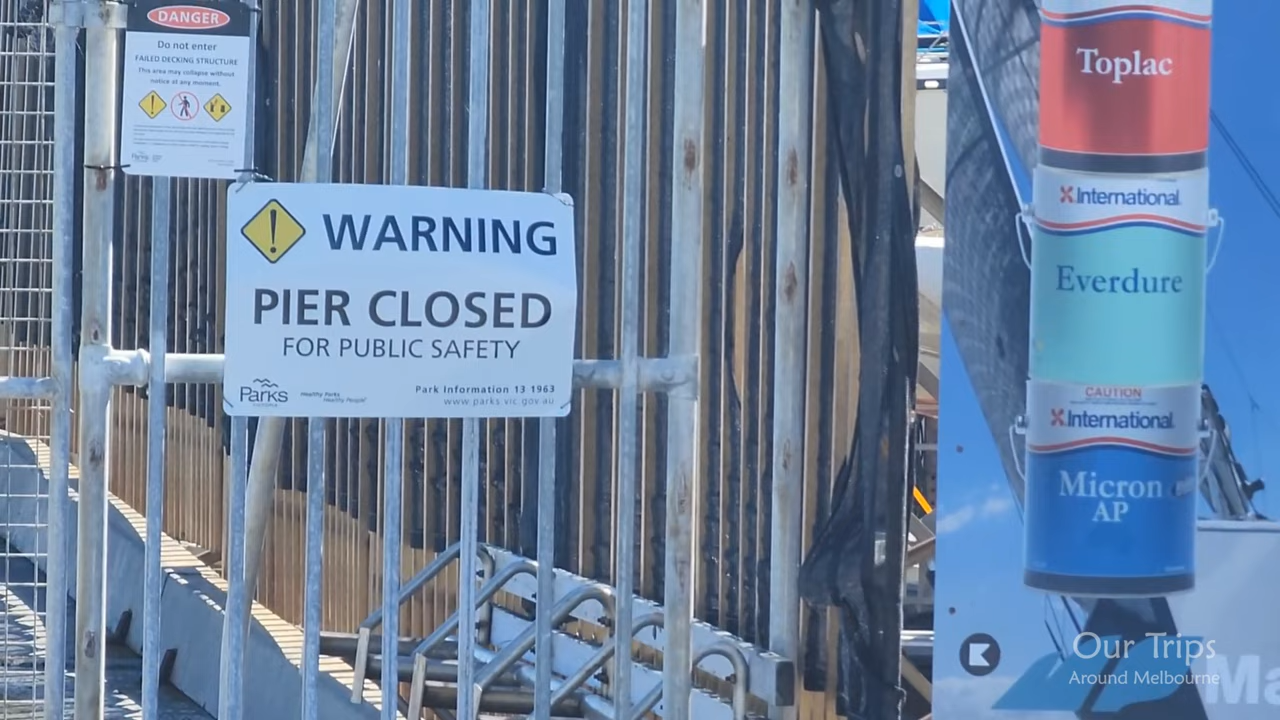 DANGER
Do not enter
FAILED DECKING STRUCTURE
This area may collapse without
notice at any moment.
Parks
WARNING
PIER CLOSED
FOR PUBLIC SAFETY
Parks
Healthy Parks
Healthy People
Park Information 13 1963
www.parks.vic.gov.au
Toplac
International
Everdure
CAUTION
International
Micron
AP
Our Trips
Around Melbourne
Ma